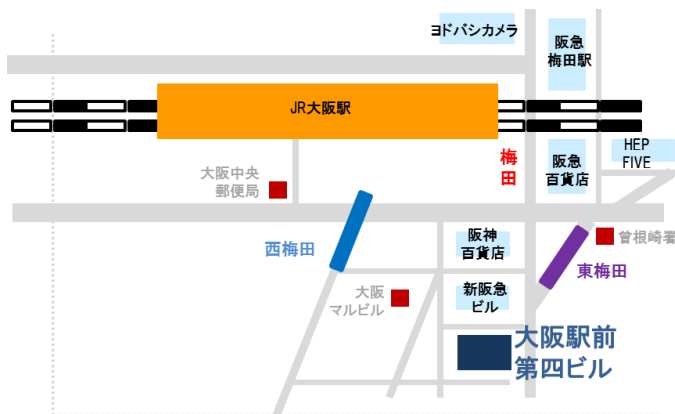 ヨドバシカメラ
阪急
梅田駅
JR大阪駅
HEP
FIVE
梅
田
阪急
百貨店
大阪中央
郵便局
曽根崎署
西梅田
阪神
百貨店
東梅田
大阪
マルビル
新阪急
ビル
大阪駅前
第四ビル